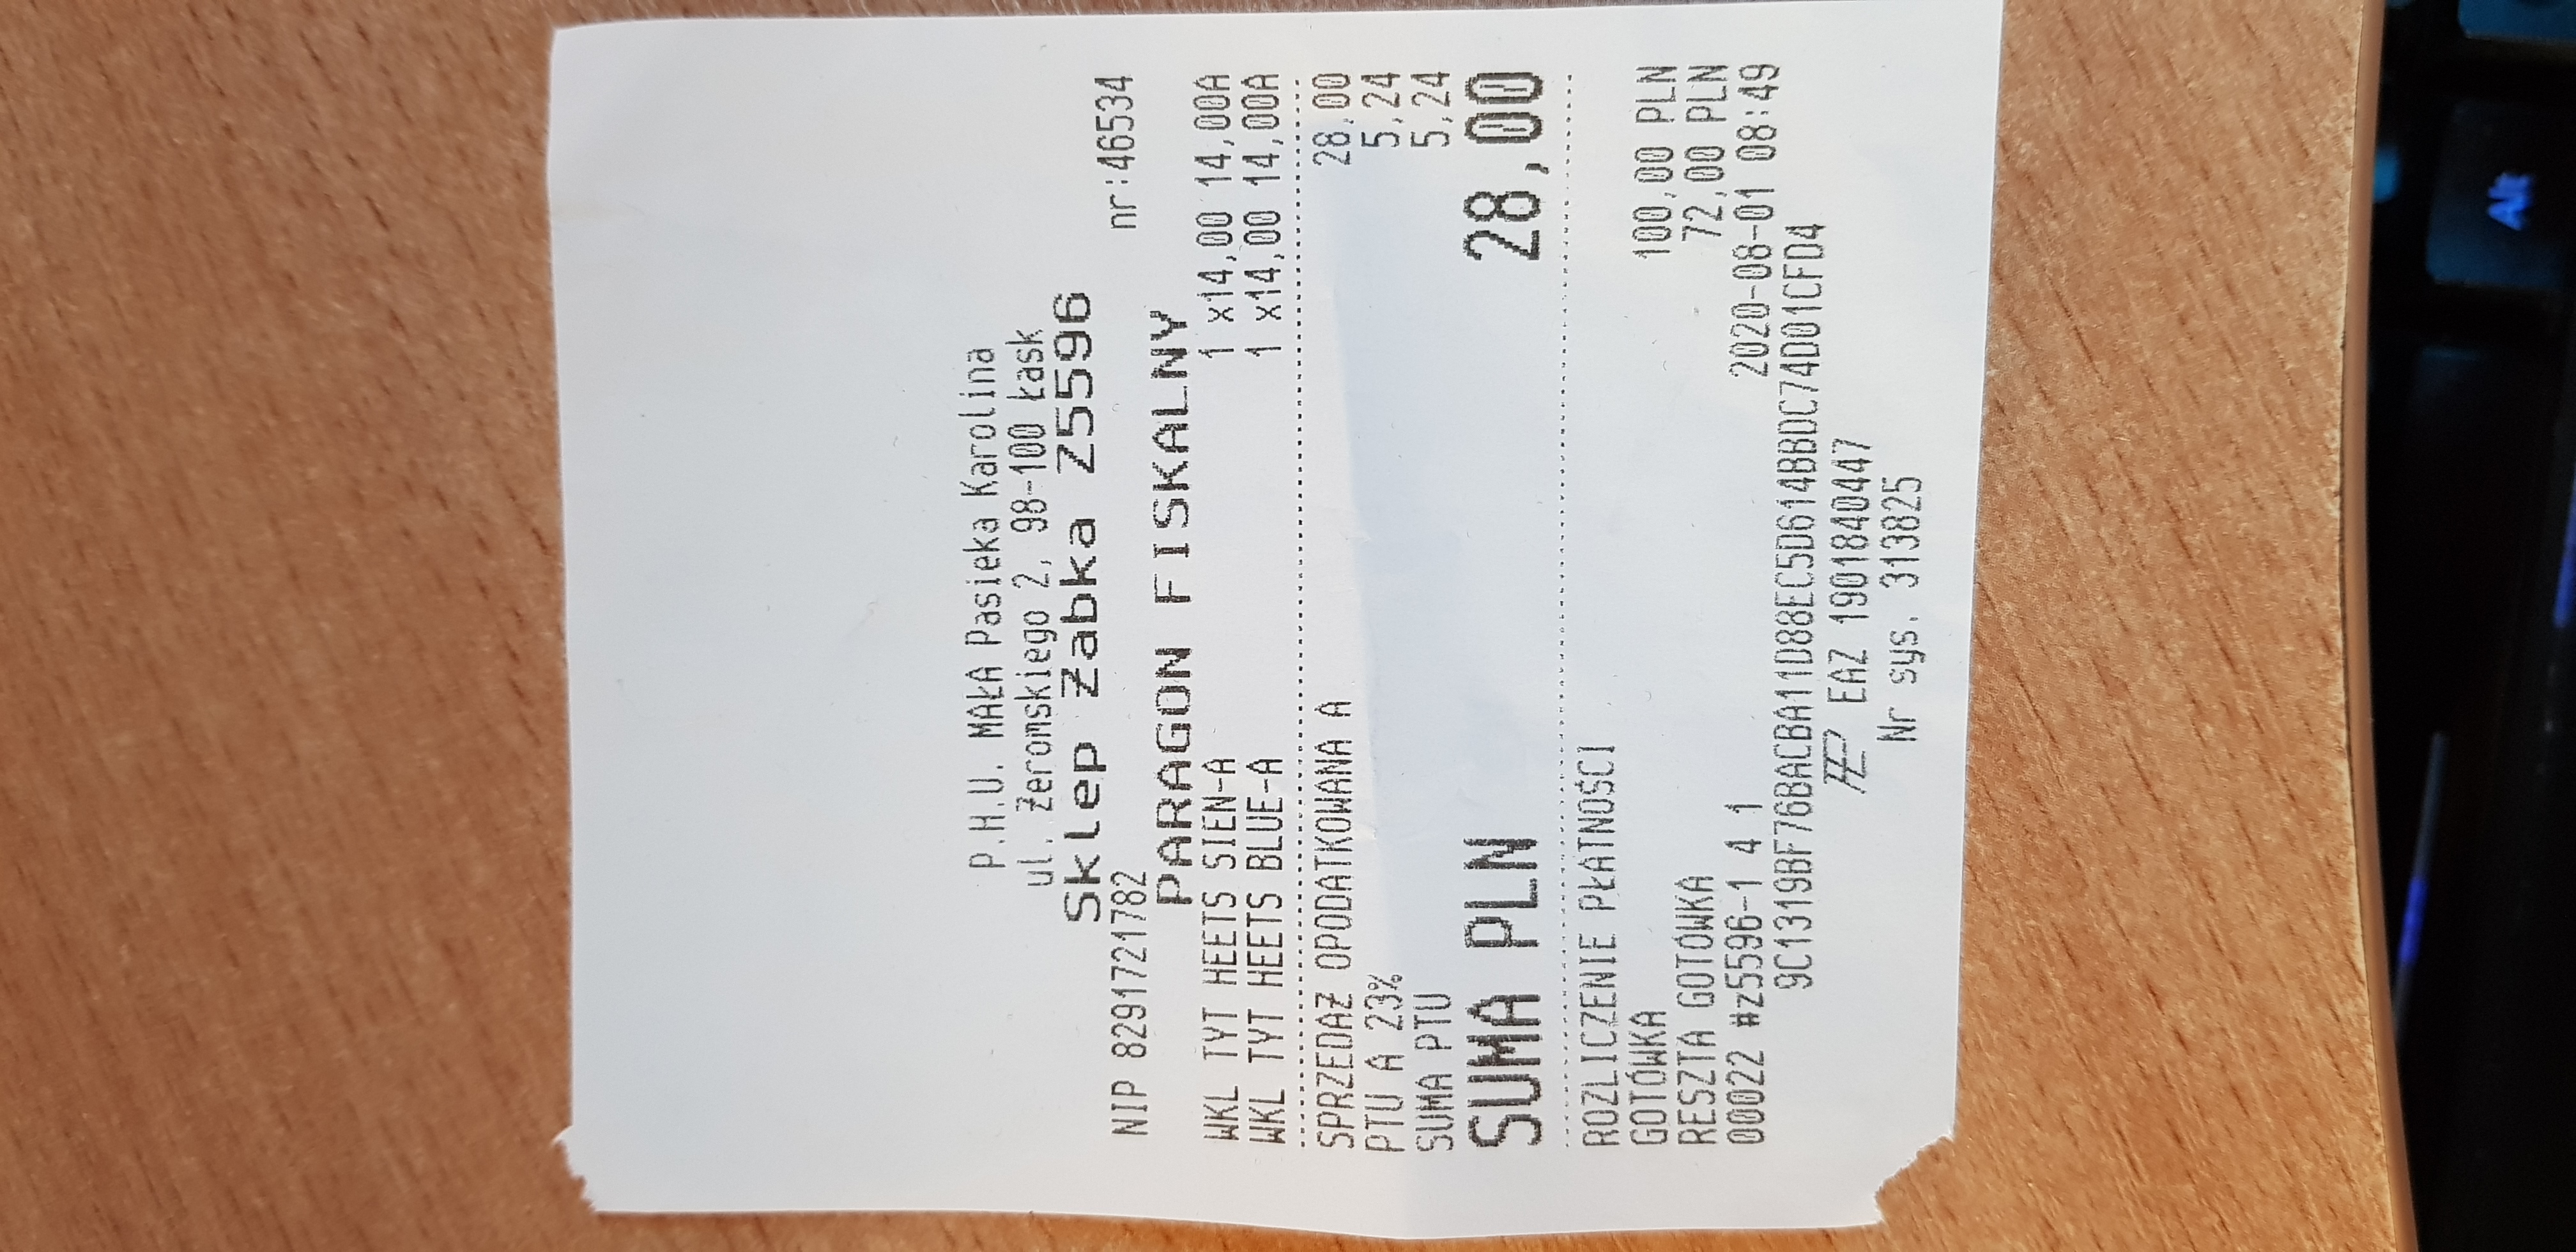 P.H.U. MAŁA Pasieka Karolina
ul. Żeromskiego 2, 98-100 Łask
Sklep Żabka Z5596
NIP 8291721782 nr:46534
PARAGON FISKALNY
WKL TYT HEETS SIEN-A 1 x14,00 14,00A
WKL TYT HEETS BLUE-A 1 x14,00 14,00A
SPRZEDAŻ OPODATKOWANA A 28,00
PTU A 23% 5,24
SUMA PTU 5,24
SUMA PLN 28,00
ROZLICZENIE PŁATNOŚCI
GOTÓWKA 100,00 PLN
RESZTA GOTÓWKA 72,00 PLN
00022 #z5596-1 4 1 2020-08-01 08:49
9C1319BF76BACBA11D88EC5D614BBDC74D01CFD4
EAZ 1901840447
Nr sys. 313825
Alt